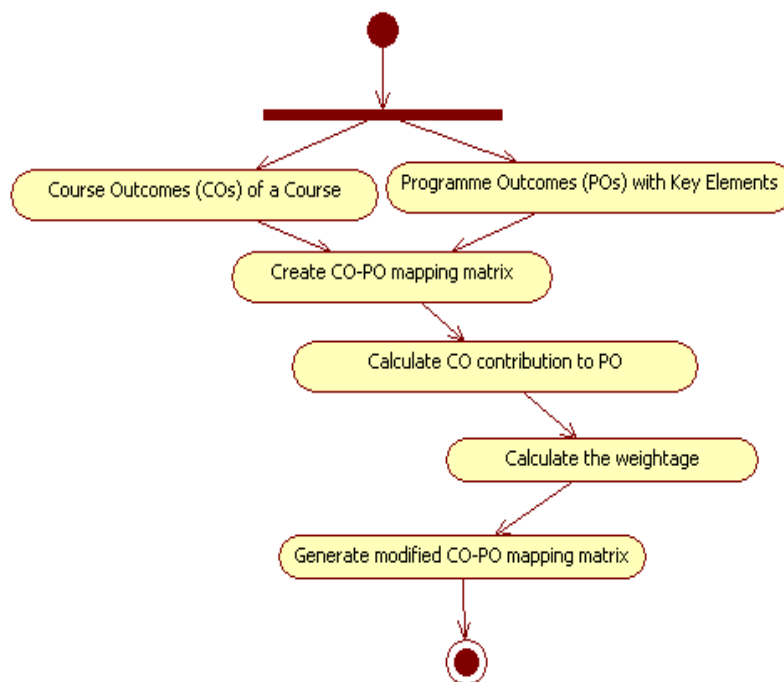 Course Outcomes (COs) of a Course
Programme Outcomes (POs) with Key Elements
Create CO-PO mapping matrix
Calculate CO contribution to PO
Calculate the weightage
Generate modified CO-PO mapping matrix